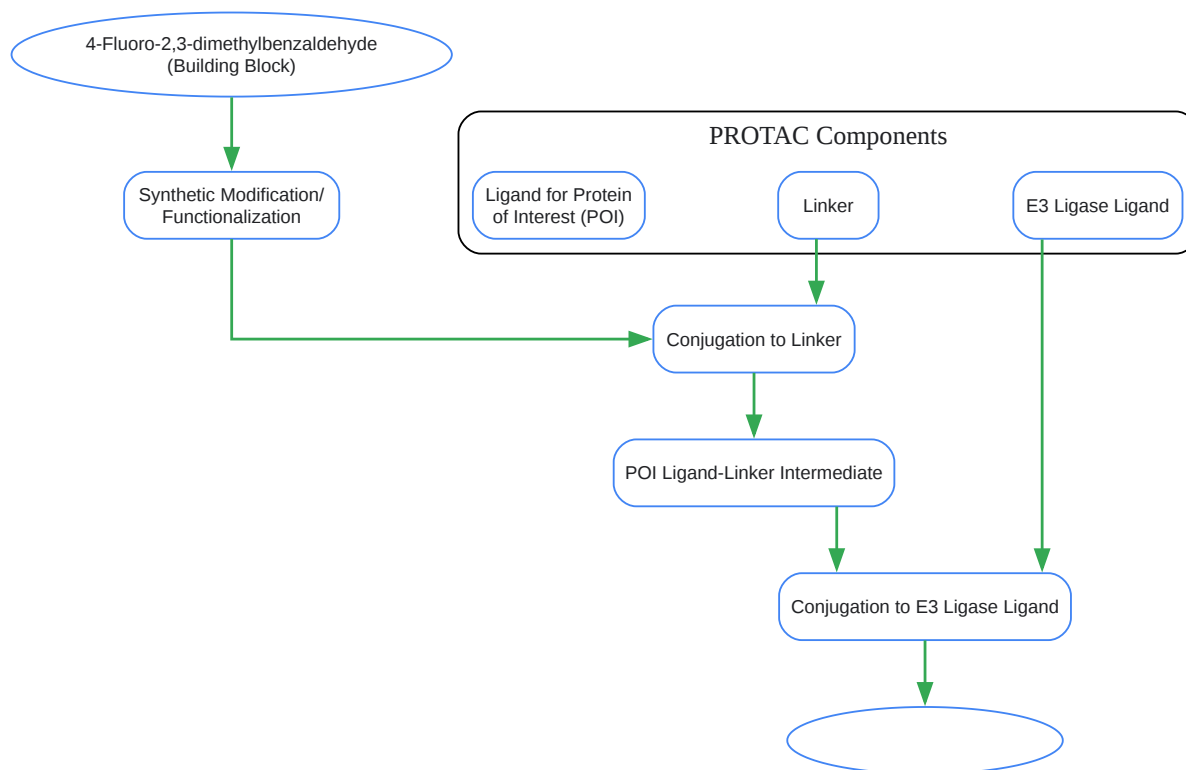 4-Fluoro-2,3-dimethylbenzaldehyde
(Building Block)
PROTAC Components
Synthetic Modification/
Functionalization
Ligand for Protein
of Interest (POI)
Linker
E3 Ligase Ligand
Conjugation to Linker
POI Ligand-Linker Intermediate
Conjugation to E3 Ligase Ligand